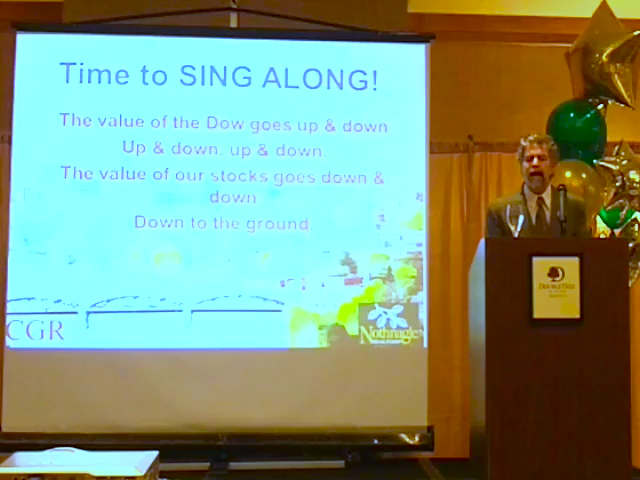 Time to SING ALONG!
The value of the Dow goes up & down
Up & down, up & down,
The value of our stocks goes down &
down
Down to the ground.
CGR
Nothnagle
DOUBLETREE